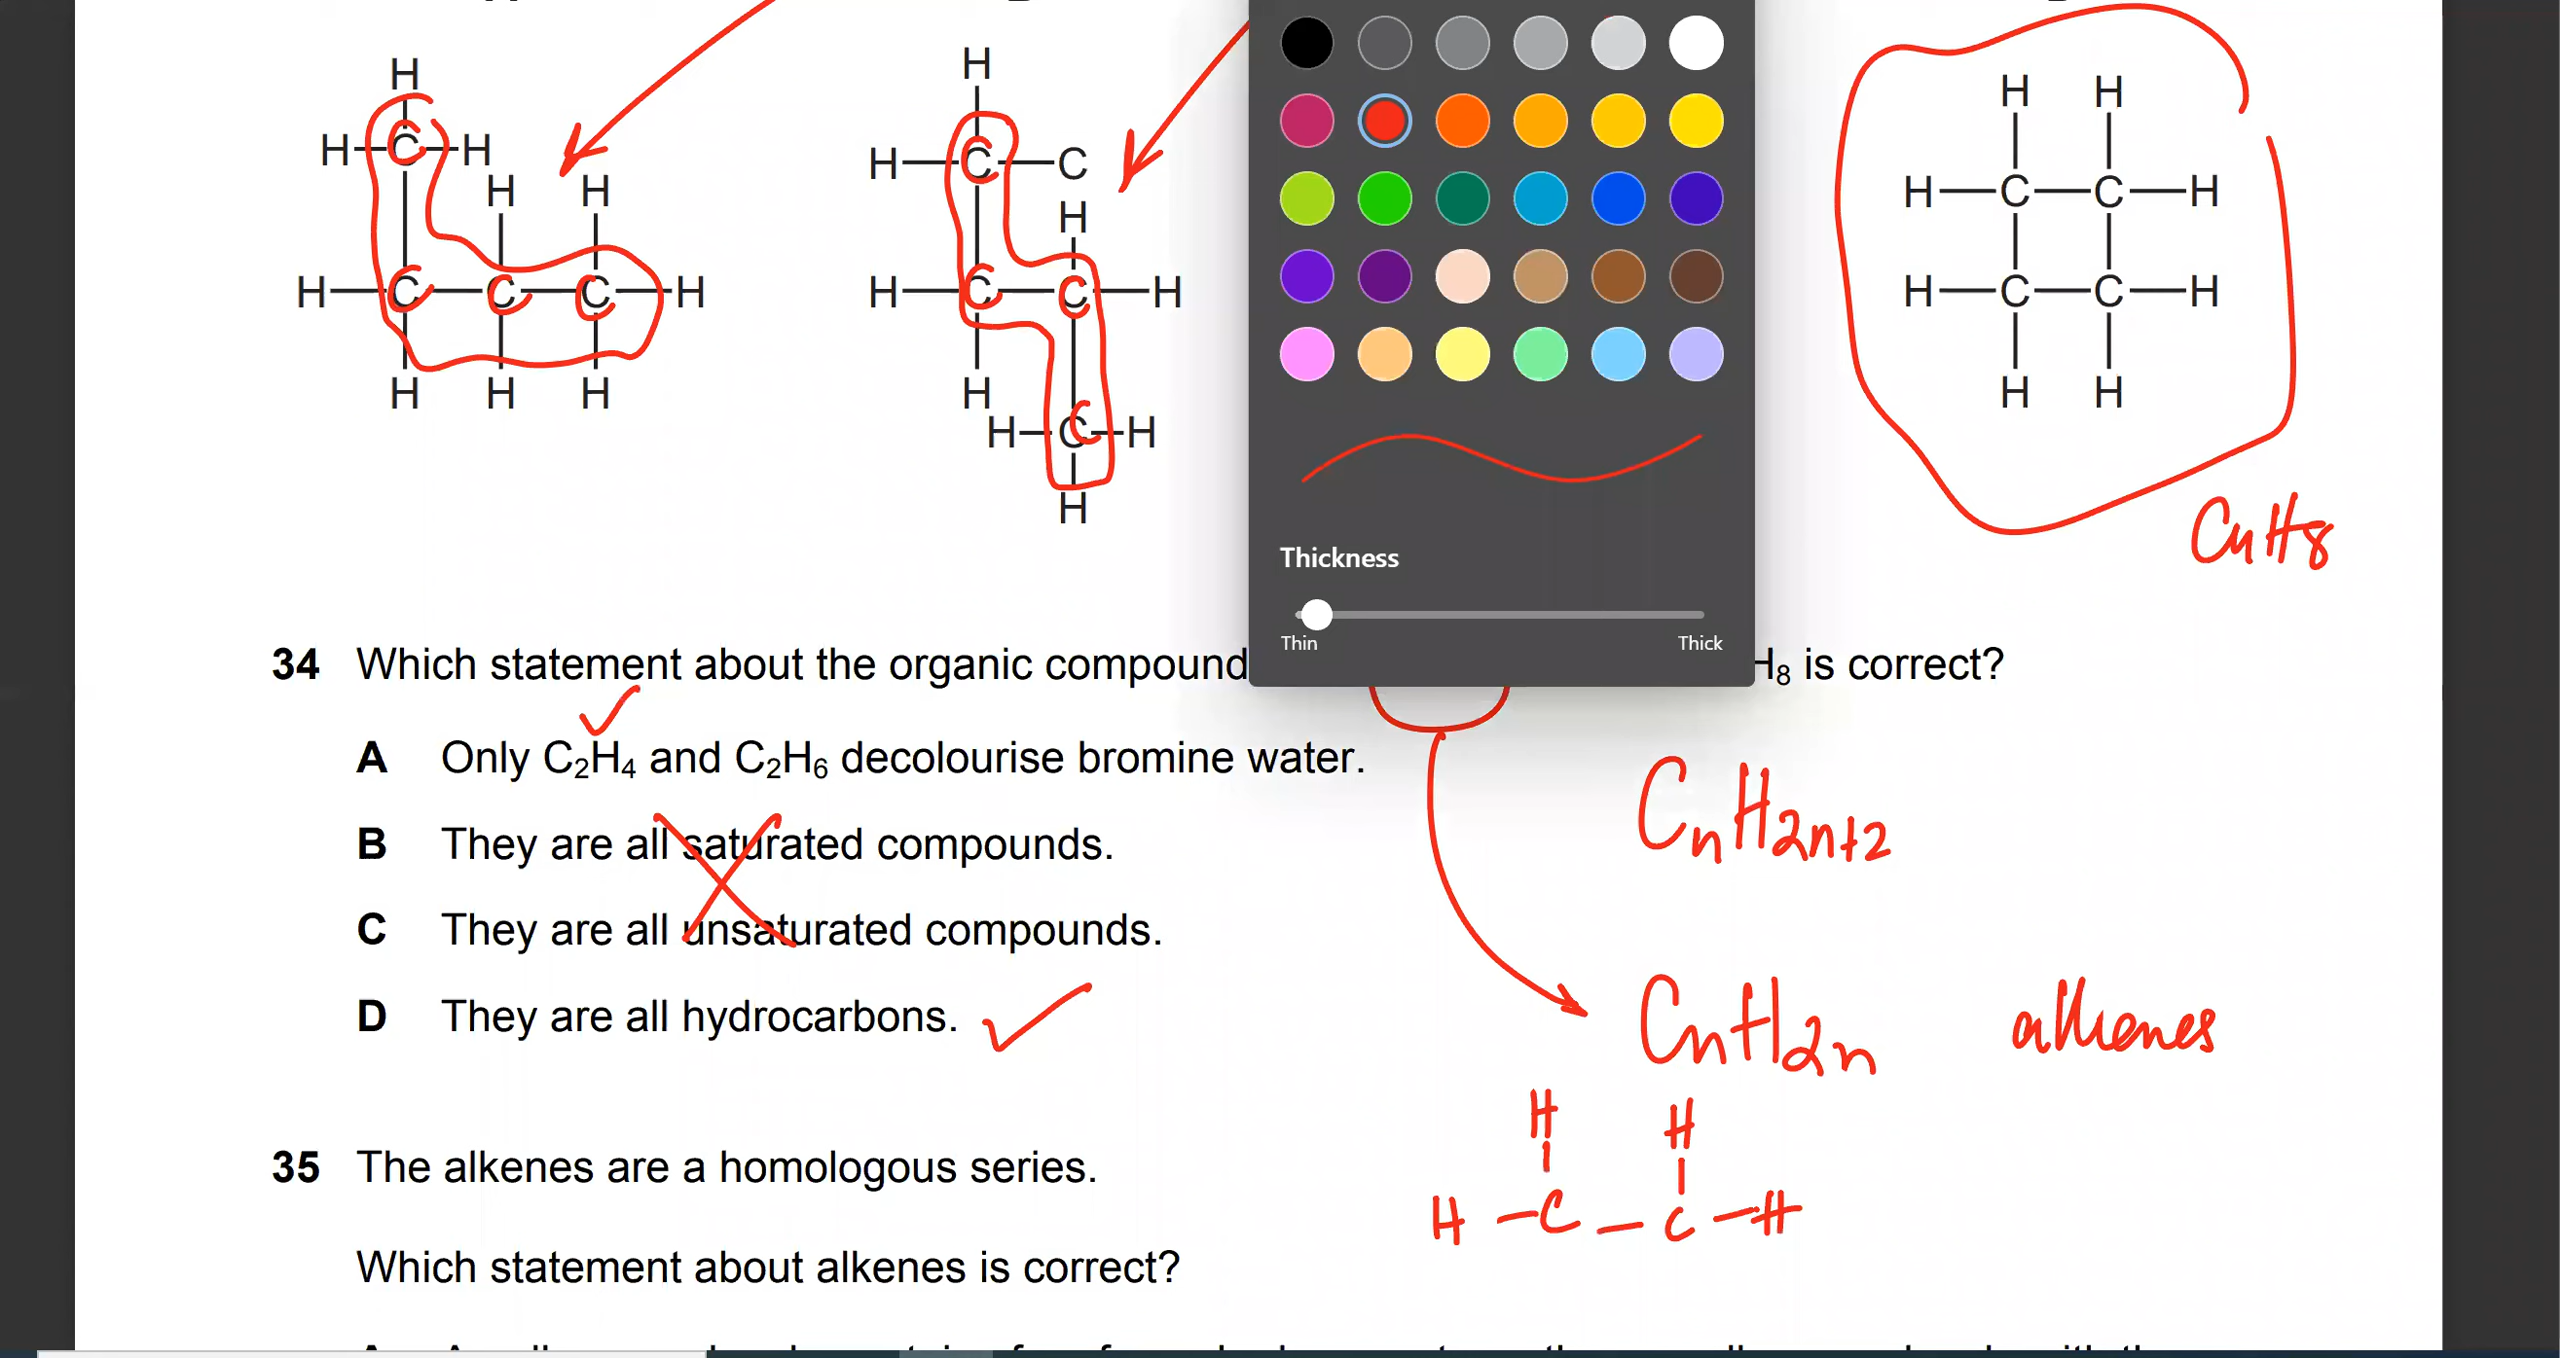 H H H
H–C–H H–C–C H H
H H H H–C–C–H
H–C–C–C–H H–C–C–H H–C–C–H
H H H H H H
H–C–H
H
C4H8
Thickness
Thin Thick
34 Which statement about the organic compound H8 is correct?
A Only C2H4 and C2H6 decolourise bromine water.
CnH2n+2
B They are all saturated compounds.
C They are all unsaturated compounds.
D They are all hydrocarbons.
CnH2n alkenes
H H
35 The alkenes are a homologous series.
H – C – C – H
Which statement about alkenes is correct?